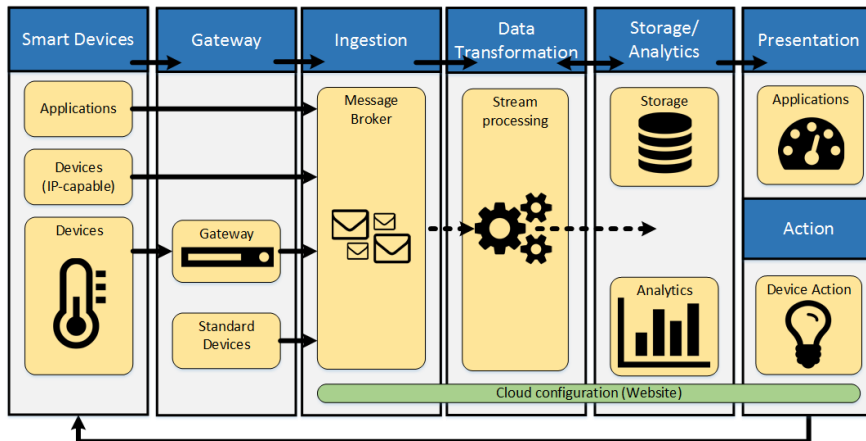 Smart Devices
Gateway
Ingestion
Data
Transformation
Storage/
Analytics
Presentation
Applications
Devices
(IP-capable)
Devices
Gateway
Standard
Devices
Message
Broker
Stream
processing
Storage
Analytics
Applications
Action
Device Action
Cloud configuration (Website)